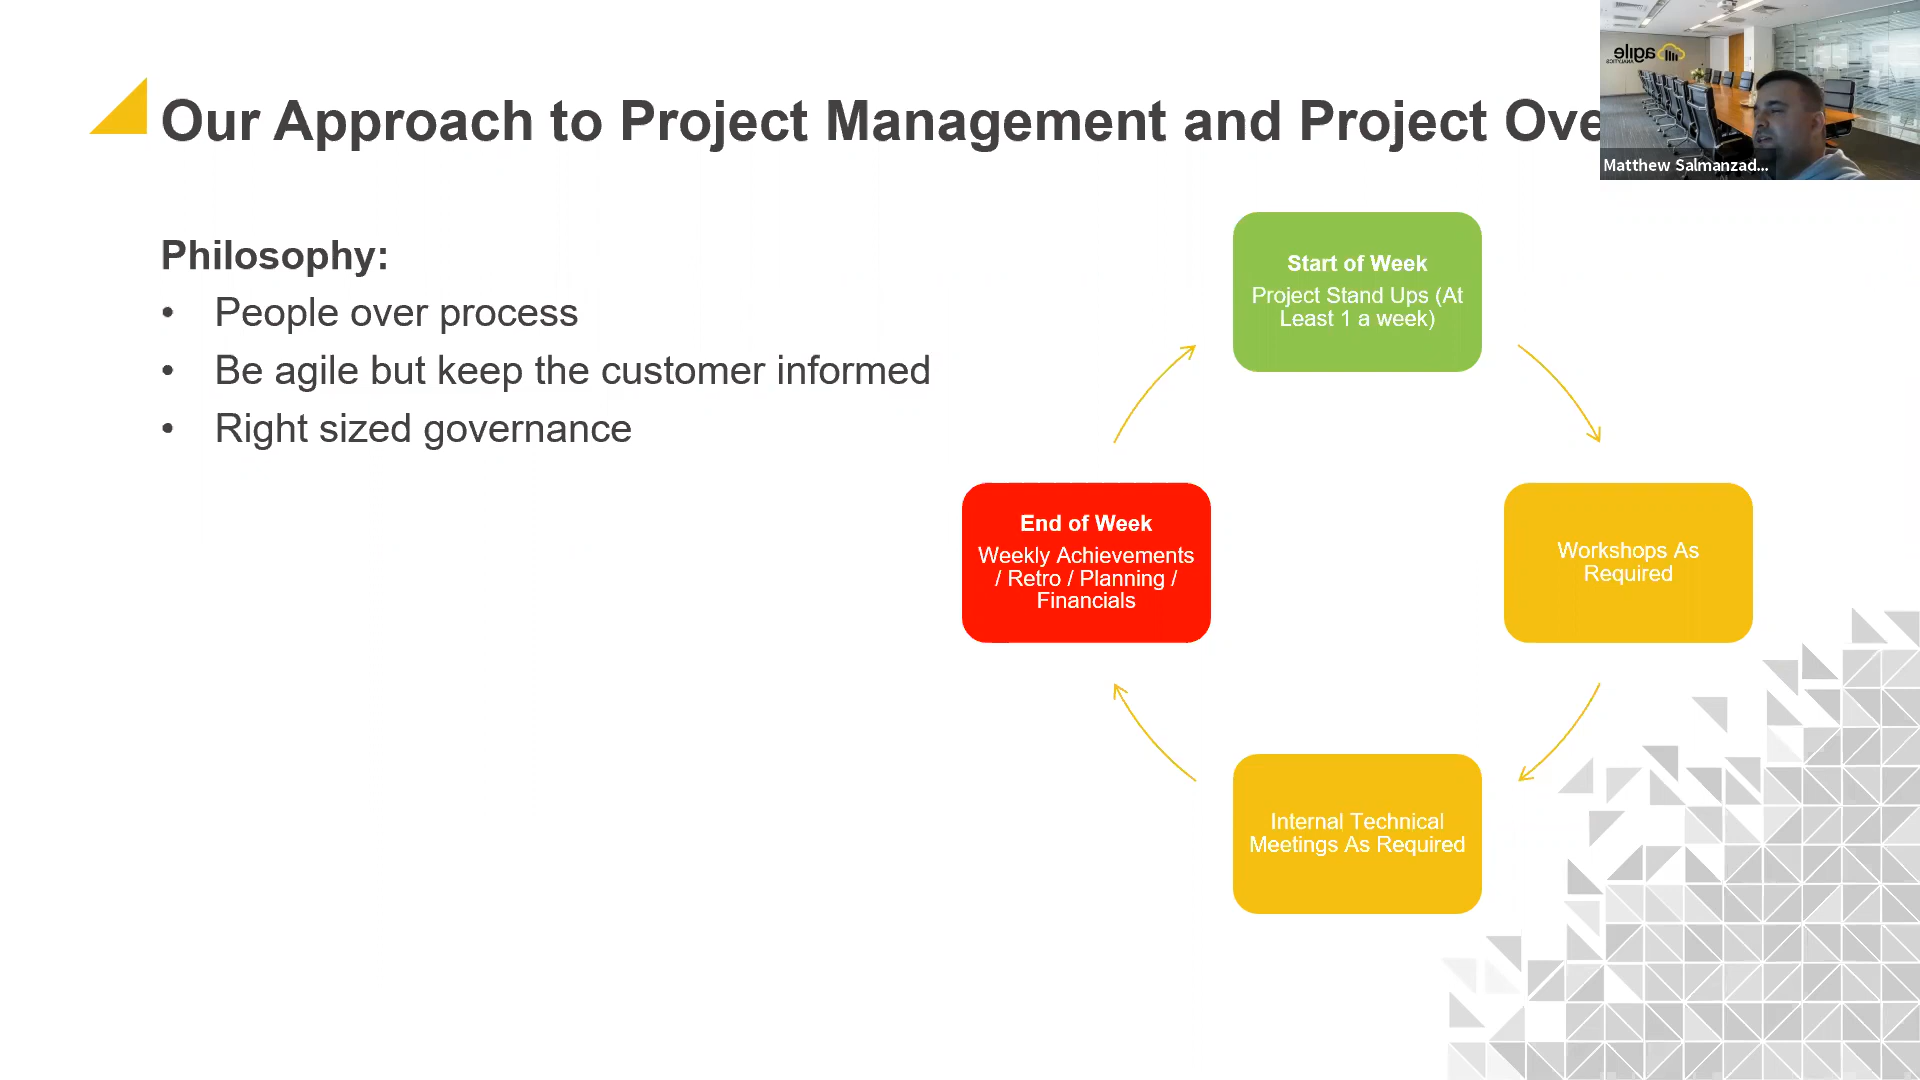 Our Approach to Project Management and Project Ove
agile
ANALYTICS
Matthew Salmanzad...
Philosophy:
• People over process
• Be agile but keep the customer informed
• Right sized governance
Start of Week
Project Stand Ups (At
Least 1 a week)
Workshops As
Required
Internal Technical
Meetings As Required
End of Week
Weekly Achievements
/ Retro / Planning /
Financials